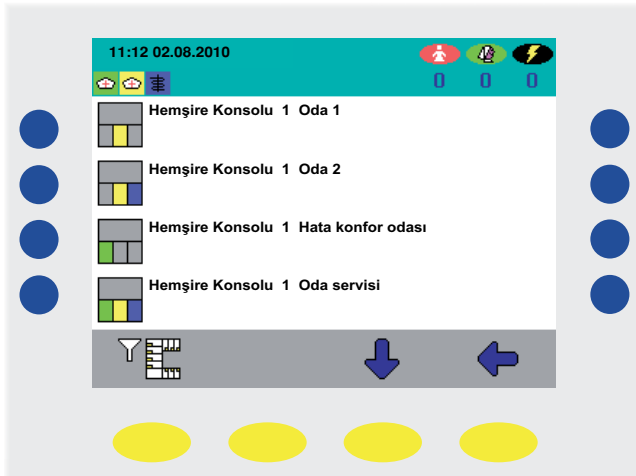 11:12 02.08.2010
0 0 0
Hemşire Konsolu 1 Oda 1
Hemşire Konsolu 1 Oda 2
Hemşire Konsolu 1 Hata konfor odası
Hemşire Konsolu 1 Oda servisi